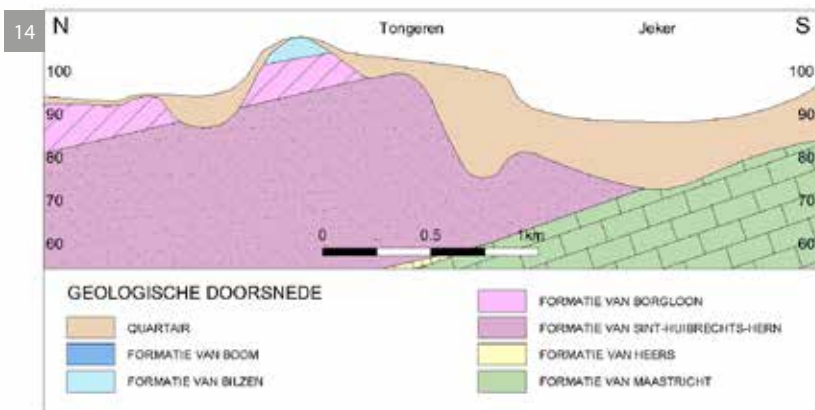 14
N Tongeren Jeker S
100 100
90 90
80 80
70 70
60 60
0 0.5 1km
GEOLOGISCHE DOORSNEDE
QUARTAIR
FORMATIE VAN BOOM
FORMATIE VAN BILZEN
FORMATIE VAN BORGLOON
FORMATIE VAN SINT-HUIBRECHTS-HERN
FORMATIE VAN HEERS
FORMATIE VAN MAASTRICHT